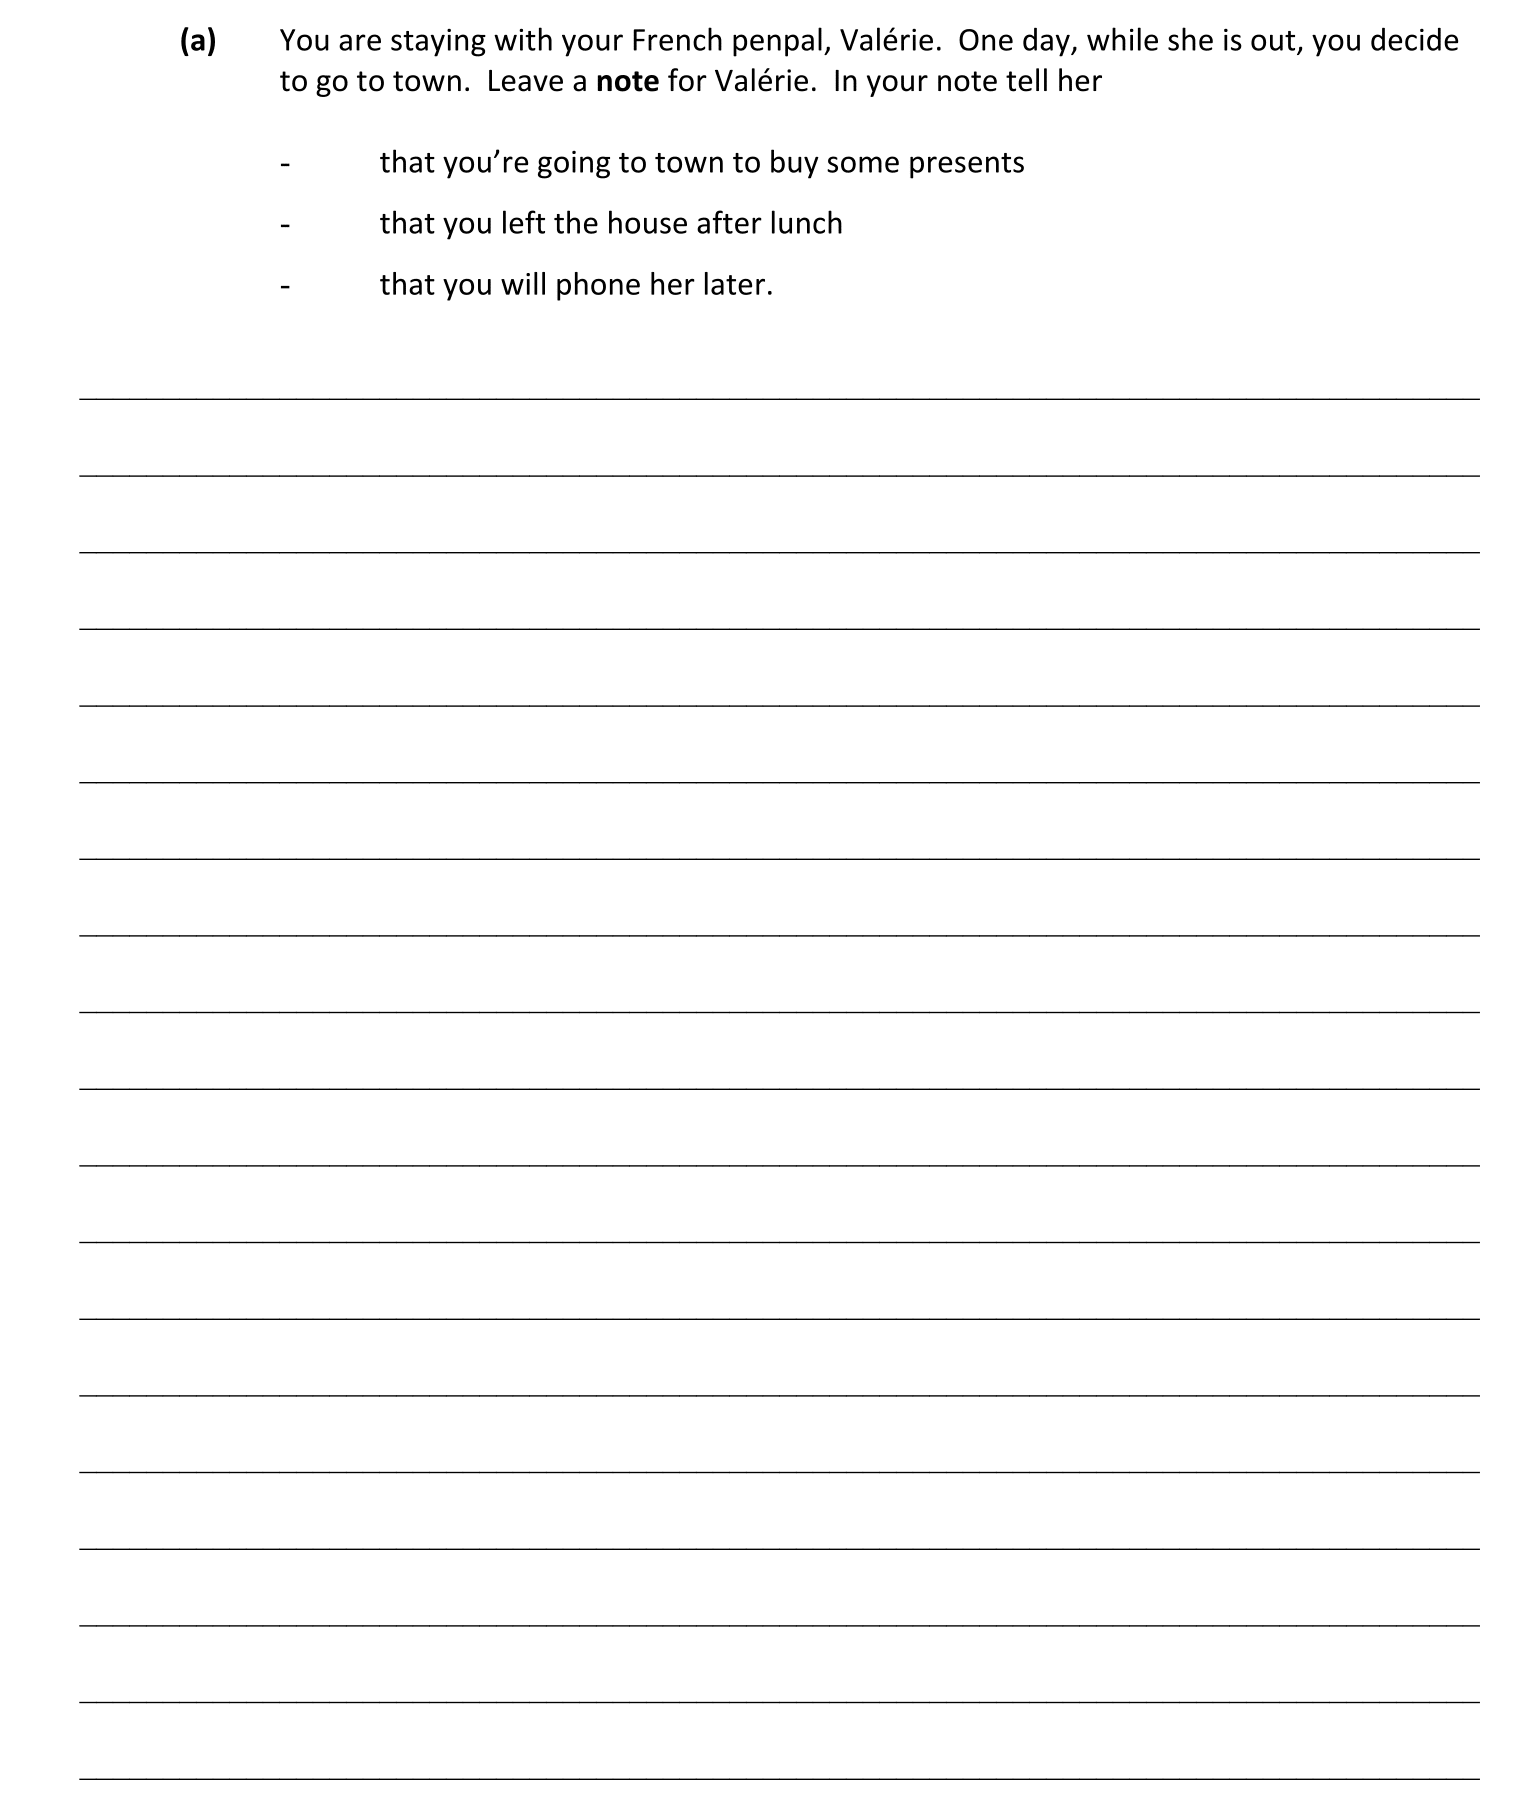 (a) You are staying with your French penpal, Valérie. One day, while she is out, you decide
to go to town. Leave a note for Valérie. In your note tell her
- that you’re going to town to buy some presents
- that you left the house after lunch
- that you will phone her later.